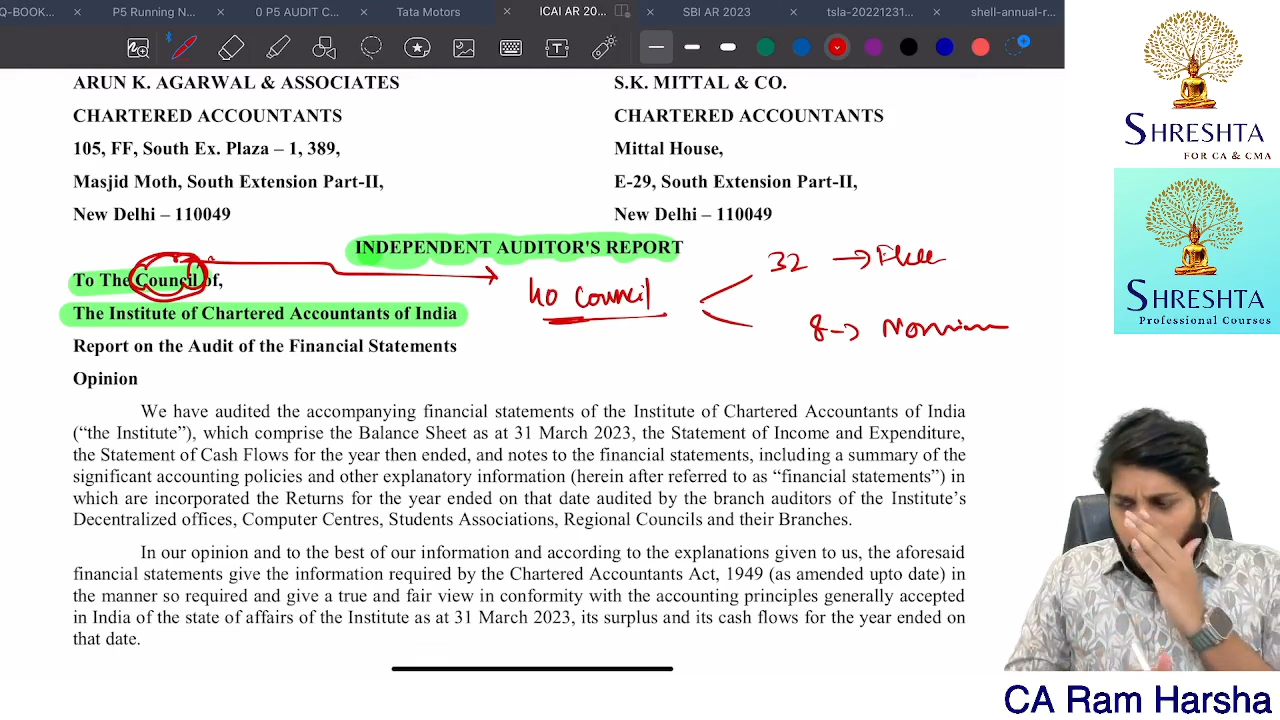 Q-BOOK... P5 Running N... 0 P5 AUDIT C... Tata Motors ICAI AR 20... SBI AR 2023 tsla-20221231... shell-annual-r...
ARUN K. AGARWAL & ASSOCIATES
CHARTERED ACCOUNTANTS
105, FF, South Ex. Plaza – 1, 389,
Masjid Moth, South Extension Part-II,
New Delhi – 110049
S.K. MITTAL & CO.
CHARTERED ACCOUNTANTS
Mittal House,
E-29, South Extension Part-II,
New Delhi – 110049
INDEPENDENT AUDITOR'S REPORT
To The Council of,
The Institute of Chartered Accountants of India
40 Council
32
8
Report on the Audit of the Financial Statements
Opinion
We have audited the accompanying financial statements of the Institute of Chartered Accountants of India
(“the Institute”), which comprise the Balance Sheet as at 31 March 2023, the Statement of Income and Expenditure,
the Statement of Cash Flows for the year then ended, and notes to the financial statements, including a summary of the
significant accounting policies and other explanatory information (herein after referred to as “financial statements”) in
which are incorporated the Returns for the year ended on that date audited by the branch auditors of the Institute’s
Decentralized offices, Computer Centres, Students Associations, Regional Councils and their Branches.
In our opinion and to the best of our information and according to the explanations given to us, the aforesaid
financial statements give the information required by the Chartered Accountants Act, 1949 (as amended upto date) in
the manner so required and give a true and fair view in conformity with the accounting principles generally accepted
in India of the state of affairs of the Institute as at 31 March 2023, its surplus and its cash flows for the year ended on
that date.
SHRESHTA
FOR CA & CMA
SHRESHTA
Professional Courses
CA Ram Harsha